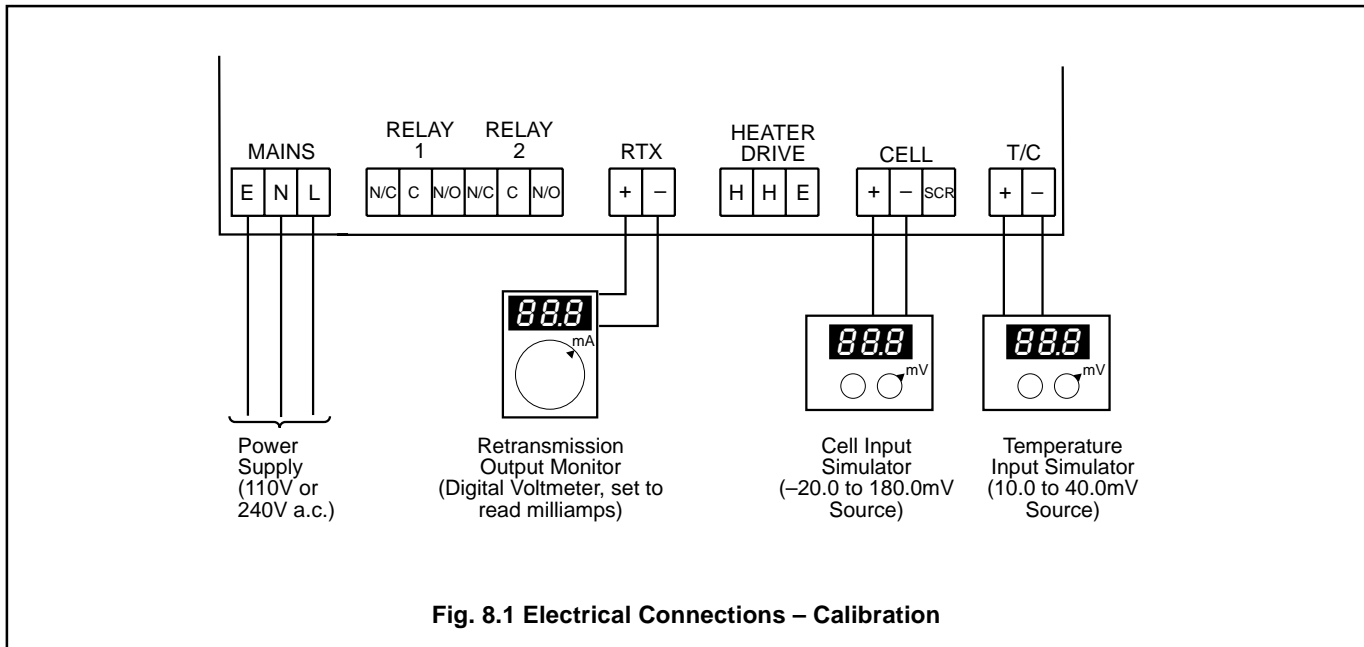 MAINS
RELAY 1
RELAY 2
RTX
HEATER DRIVE
CELL
T/C
E N L
N/C C N/O N/C C N/O
+ –
H H E
+ – SCR
+ –
88.8
mA
88.8
mV
88.8
mV
Power
Supply
(110V or
240V a.c.)
Retransmission
Output Monitor
(Digital Voltmeter, set to
read milliamps)
Cell Input
Simulator
(–20.0 to 180.0mV
Source)
Temperature
Input Simulator
(10.0 to 40.0mV
Source)
Fig. 8.1 Electrical Connections – Calibration